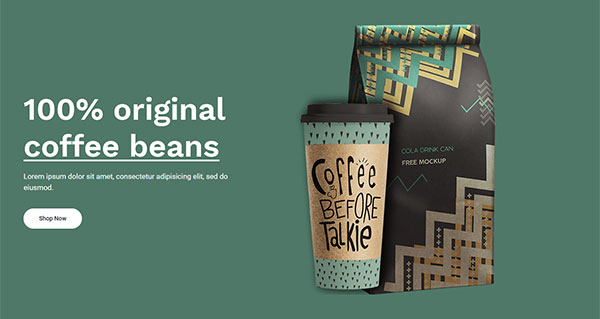 100% original
coffee beans
Lorem ipsum dolor sit amet, consectetur adipisicing elit, sed do
eiusmod.
Shop Now
Coffee
BEFORE
Talkie
COLA DRINK CAN
FREE MOCKUP